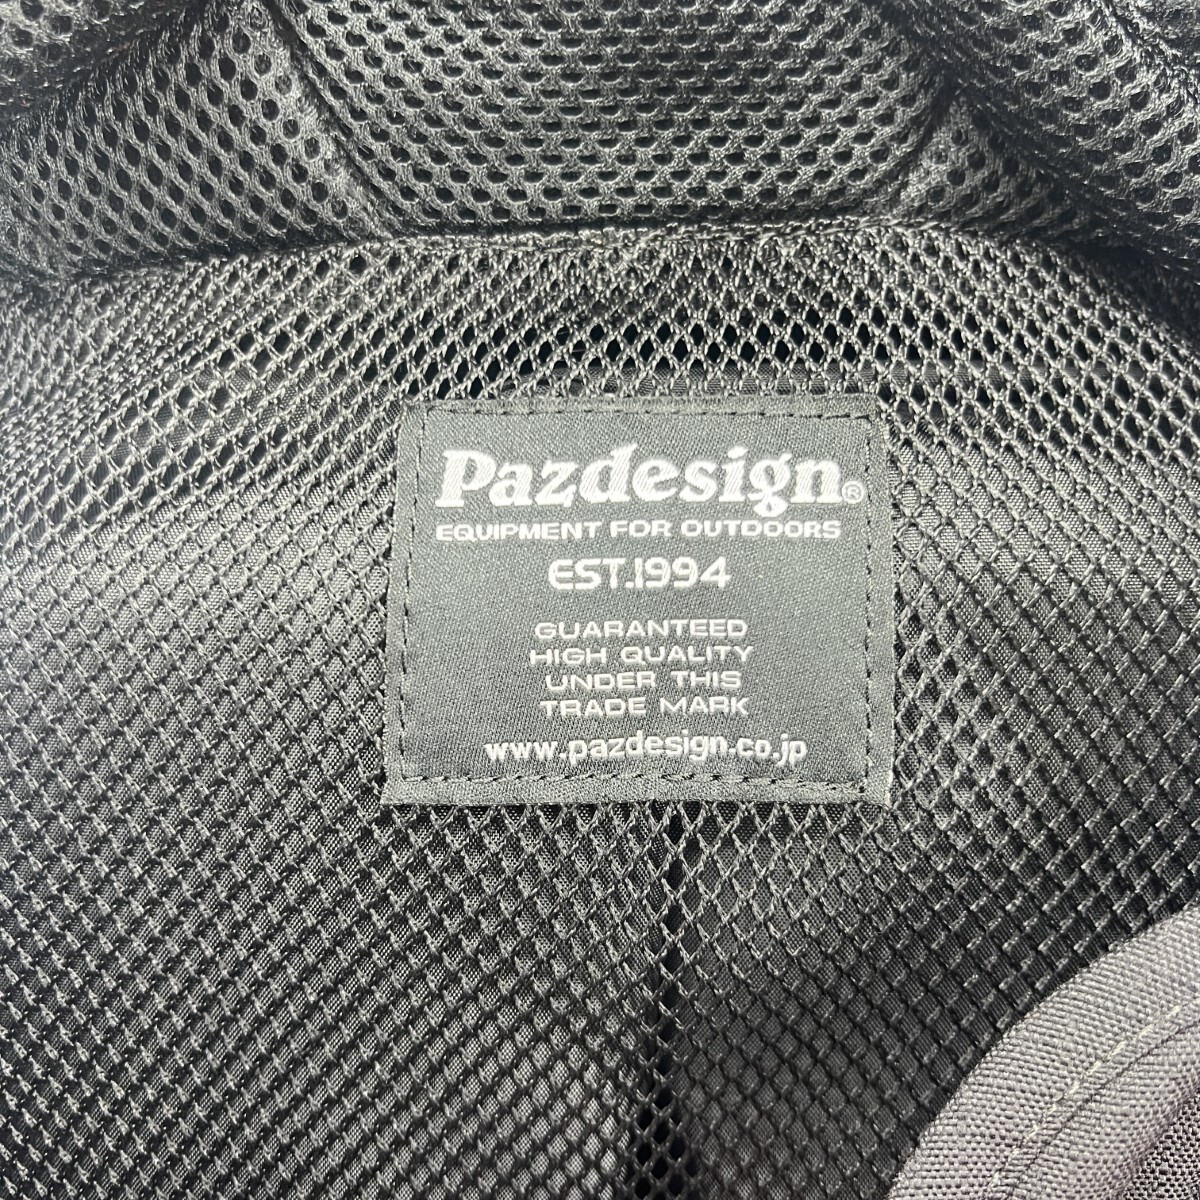 Pazdesign®
EQUIPMENT FOR OUTDOORS
EST.1994
GUARANTEED
HIGH QUALITY
UNDER THIS
TRADE MARK
www.pazdesign.co.jp